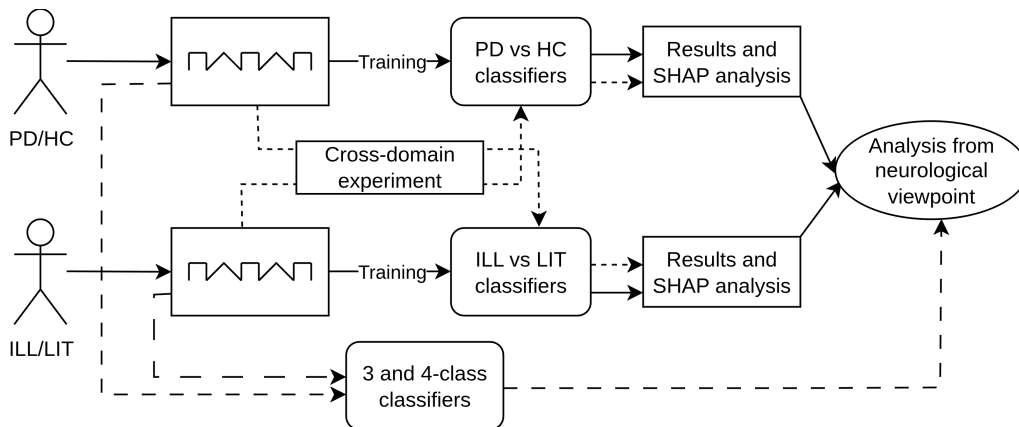 PD/HC
Training
PD vs HC
classifiers
Results and
SHAP analysis
Cross-domain
experiment
Analysis from
neurological
viewpoint
ILL/LIT
Training
ILL vs LIT
classifiers
Results and
SHAP analysis
3 and 4-class
classifiers